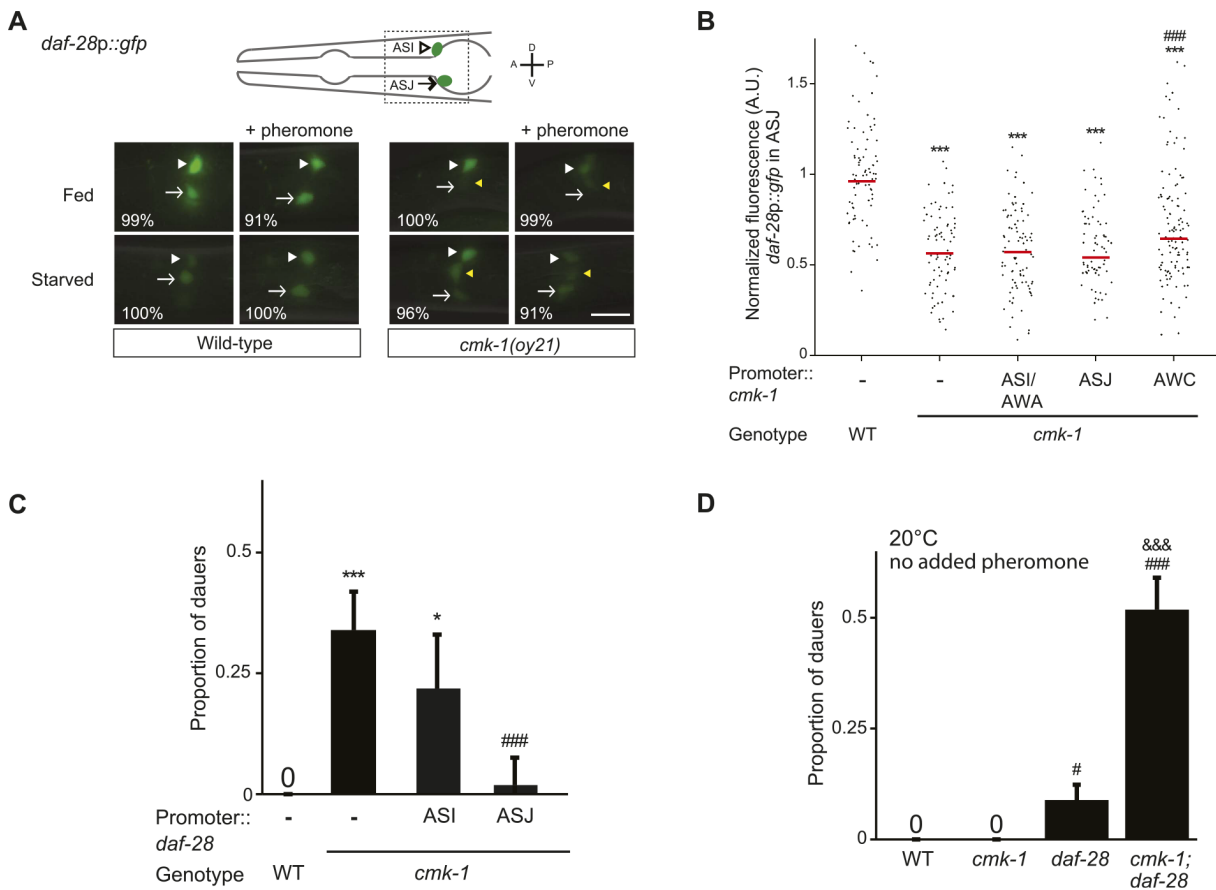 A
daf-28p::gfp
ASI
ASJ
D
A
P
V
+ pheromone
+ pheromone
Fed
99%
91%
100%
99%
Starved
100%
100%
96%
91%
Wild-type
cmk-1(oy21)
B
Normalized fluorescence (A.U.)
daf-28p::gfp in ASJ
1.5
1
0.5
0
***
***
***
###
***
Promoter::
cmk-1
-
-
ASI/
AWA
ASJ
AWC
Genotype
WT
cmk-1
C
Proportion of dauers
0.5
0.25
0
0
***
*
###
Promoter::
daf-28
-
-
ASI
ASJ
Genotype
WT
cmk-1
D
20°C
no added pheromone
Proportion of dauers
0.5
0.25
0
0
0
#
&&&
###
WT
cmk-1
daf-28
cmk-1;
daf-28